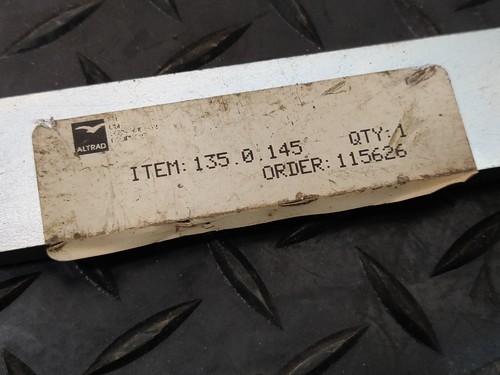 ALTRAD
ITEM: 135.0.145 QTY: 1
ORDER: 115626